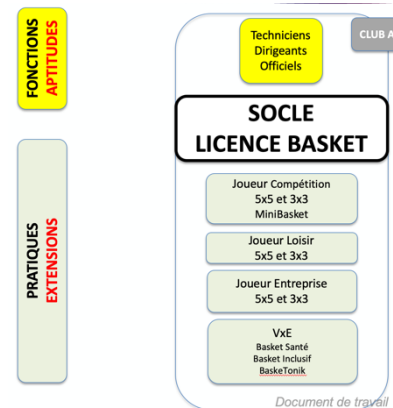 FONCTIONS
APTITUDES
Techniciens
Dirigeants
Officiels
CLUB A
SOCLE
LICENCE BASKET
PRATIQUES
EXTENSIONS
Joueur Compétition
5x5 et 3x3
MiniBasket
Joueur Loisir
5x5 et 3x3
Joueur Entreprise
5x5 et 3x3
VxE
Basket Santé
Basket Inclusif
BaskeTonik
Document de travail